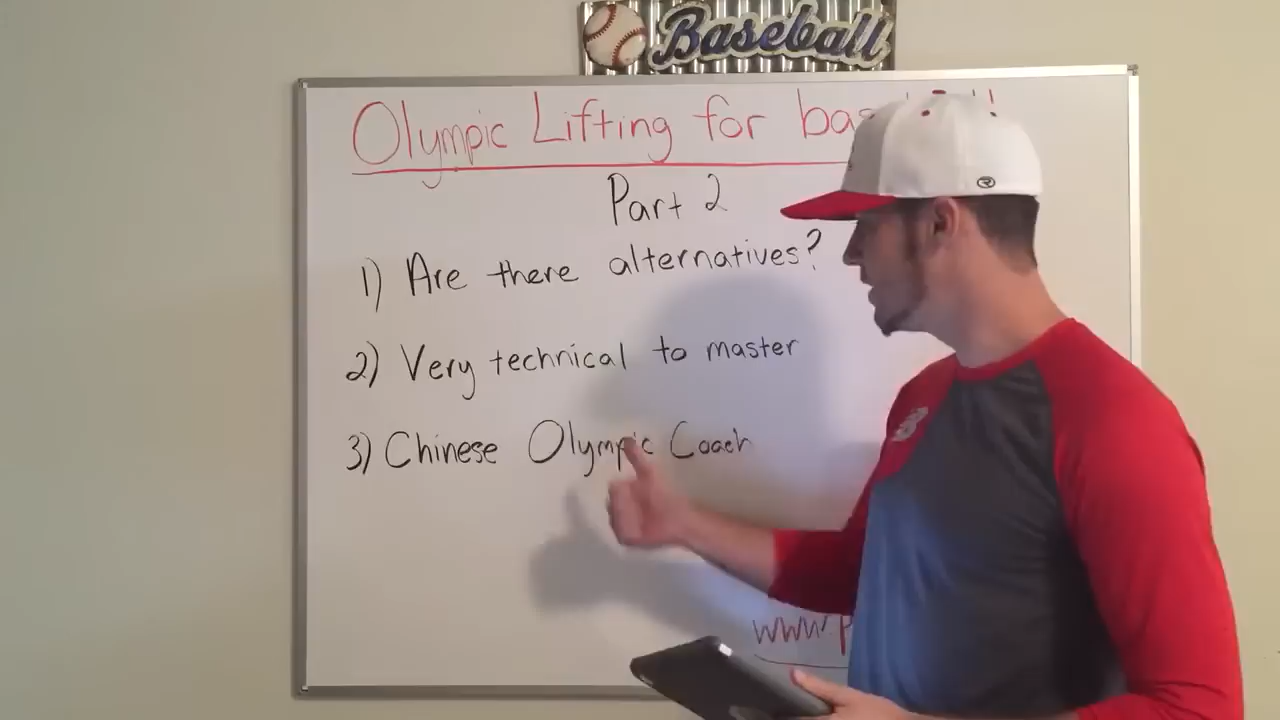 Baseball
Olympic Lifting for
Part 2
1) Are there alternatives?
2) Very technical to master
3) Chinese Olympic Coach
www.p